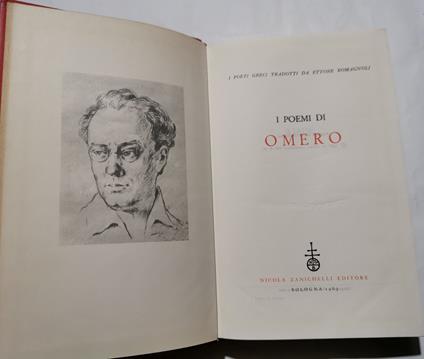 I POETI GRECI TRADOTTI DA ETTORE ROMAGNOLI
I POEMI DI
OMERO
NICOLA ZANICHELLI EDITORE
BOLOGNA